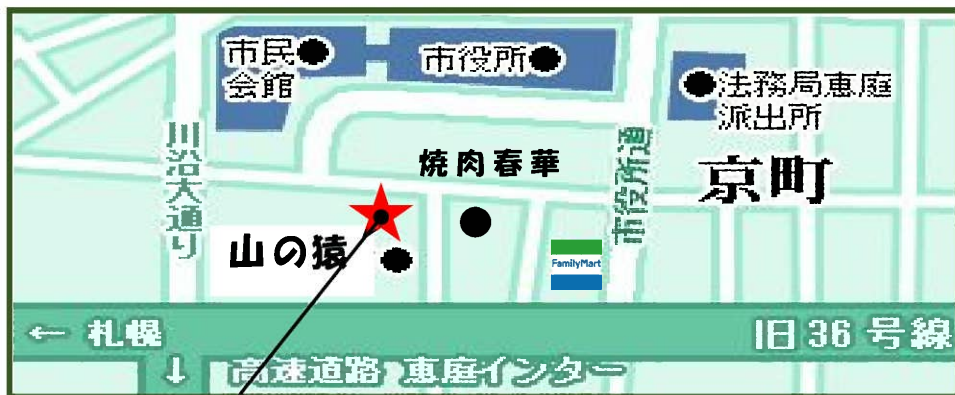 市民
会館
市役所
法務局恵庭
派出所
川沿大通り
焼肉春華
市役所通
京町
山の猿
FamilyMart
← 札幌
旧36号線
↓ 高速道路 恵庭インター